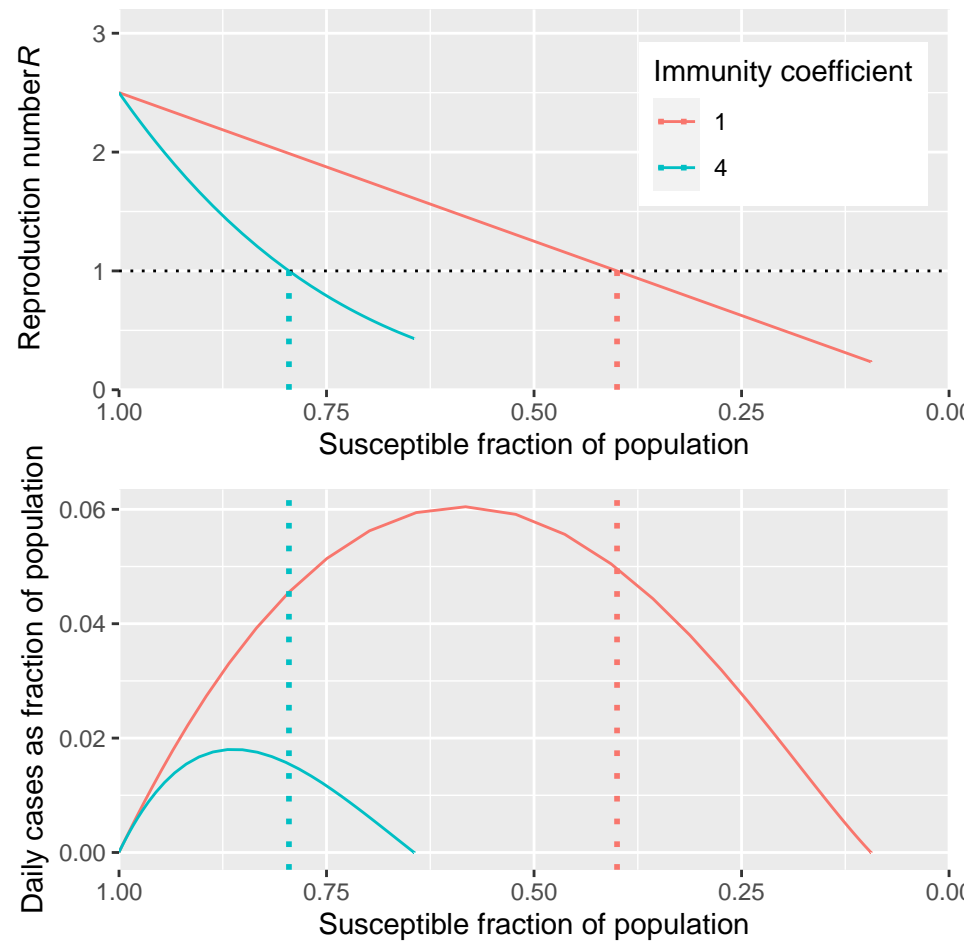 Reproduction number R
3
2
1
0
Immunity coefficient
1
4
1.00 0.75 0.50 0.25 0.00
Susceptible fraction of population
Daily cases as fraction of population
0.06
0.04
0.02
0.00
1.00 0.75 0.50 0.25 0.00
Susceptible fraction of population